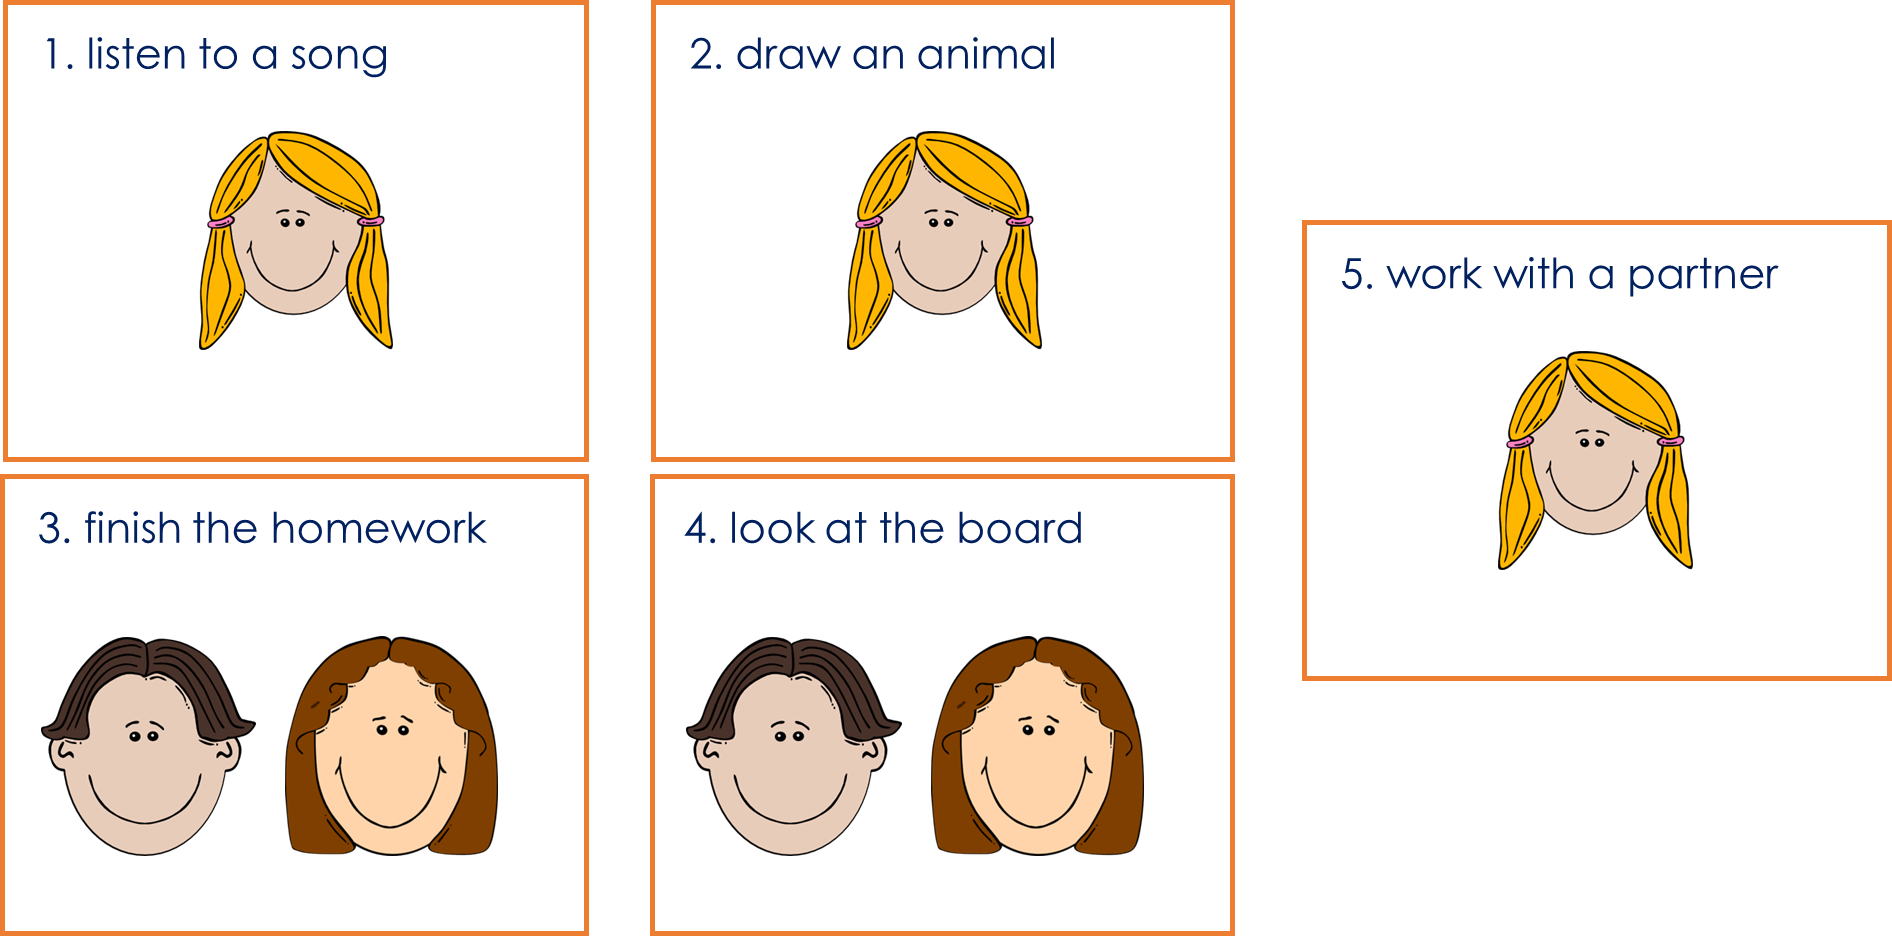 1. listen to a song
2. draw an animal
3. finish the homework
4. look at the board
5. work with a partner